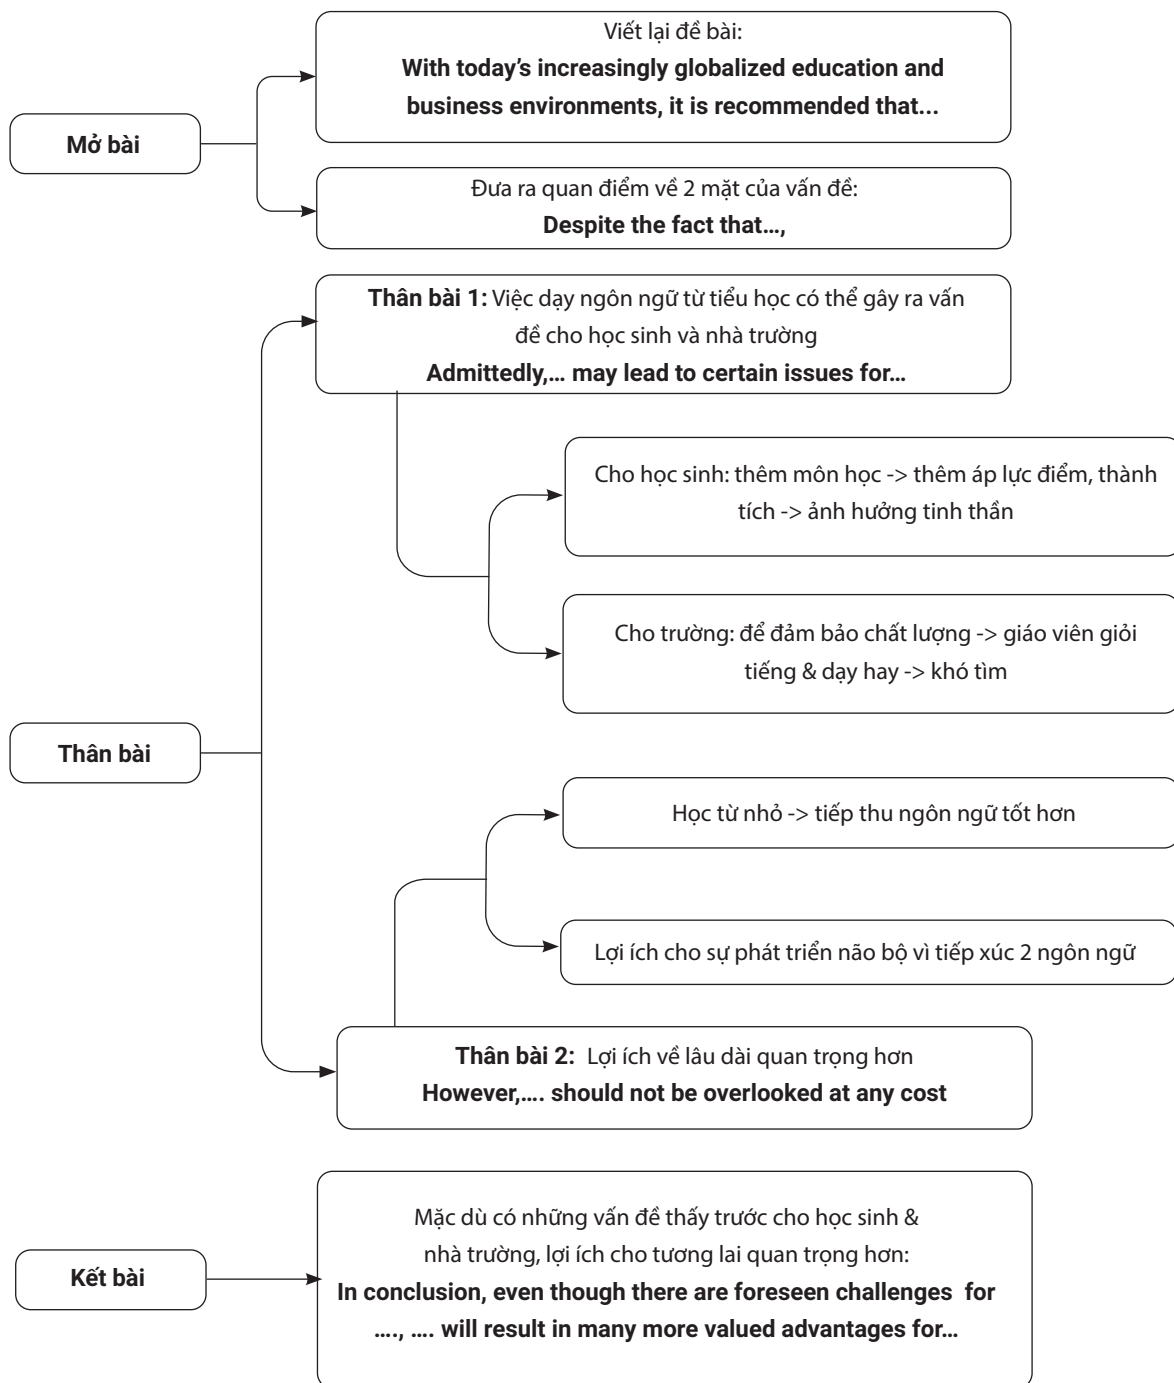 Mở bài
Viết lại đề bài:
With today's increasingly globalized education and
business environments, it is recommended that...
Đưa ra quan điểm về 2 mặt của vấn đề:
Despite the fact that...,
Thân bài
Thân bài 1: Việc dạy ngôn ngữ từ tiểu học có thể gây ra vấn
đề cho học sinh và nhà trường
Admittedly,... may lead to certain issues for...
Cho học sinh: thêm môn học -> thêm áp lực điểm, thành
tích -> ảnh hưởng tinh thần
Cho trường: để đảm bảo chất lượng -> giáo viên giỏi
tiếng & dạy hay -> khó tìm
Học từ nhỏ -> tiếp thu ngôn ngữ tốt hơn
Lợi ích cho sự phát triển não bộ vì tiếp xúc 2 ngôn ngữ
Thân bài 2: Lợi ích về lâu dài quan trọng hơn
However,.... should not be overlooked at any cost
Kết bài
Mặc dù có những vấn đề thấy trước cho học sinh &
nhà trường, lợi ích cho tương lai quan trọng hơn:
In conclusion, even though there are foreseen challenges for
...., .... will result in many more valued advantages for...